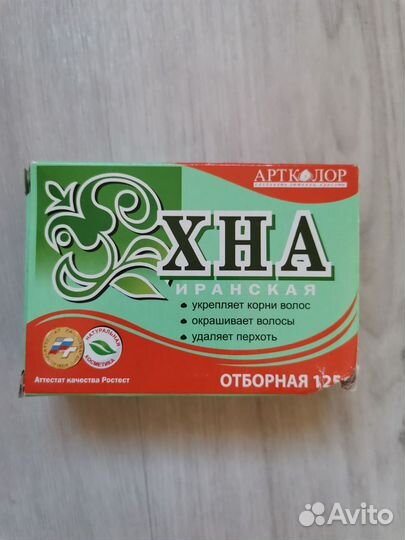 АРТКОЛОР
ХНА
ИРАНСКАЯ
укрепляет корни волос
окрашивает волосы
удаляет перхоть
НАТУРАЛЬНАЯ
КОСМЕТИКА
Аттестат качества Ростест
ОТБОРНАЯ 125
Avito